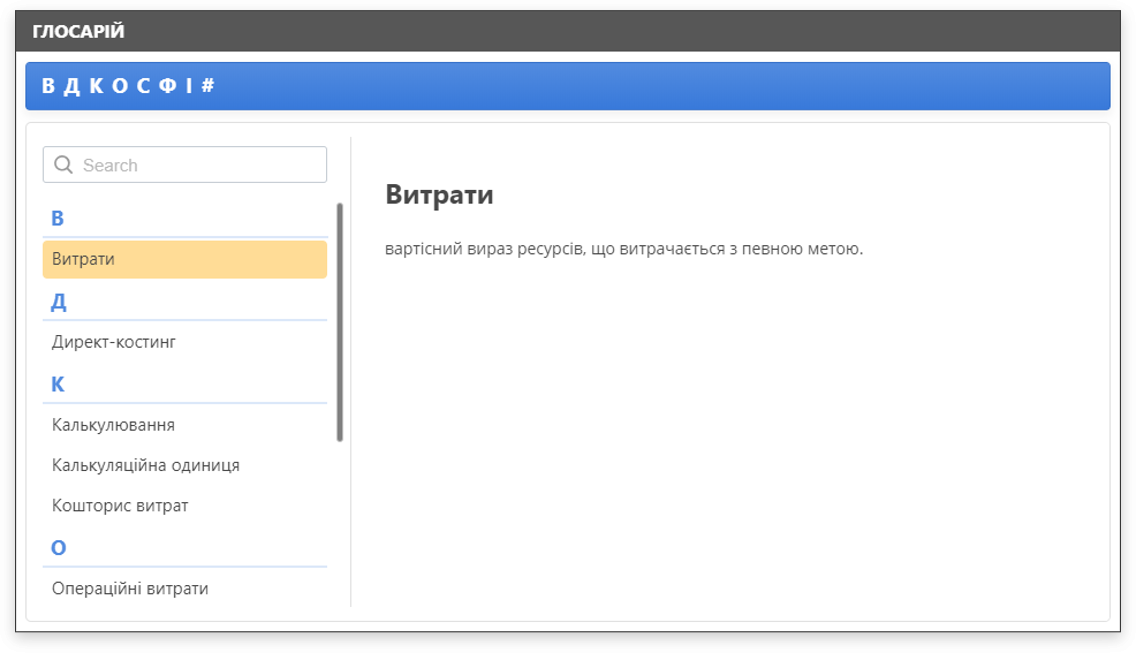 ГЛОСАРІЙ
В Д К О С Ф І #
Search
В
Витрати
Д
Директ-костинг
К
Калькулювання
Калькуляційна одиниця
Кошторис витрат
О
Операційні витрати
Витрати
вартісний вираз ресурсів, що витрачається з певною метою.